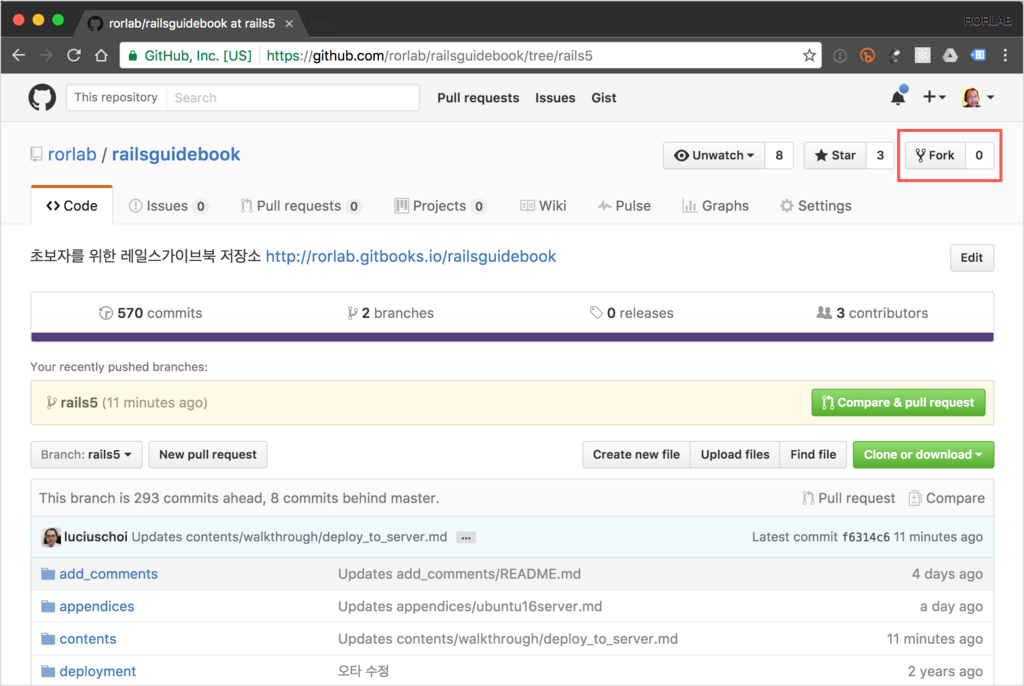 rorlab/railsguidebook at rails5
RORLAB
GitHub, Inc. [US] https://github.com/rorlab/railsguidebook/tree/rails5
This repository Search Pull requests Issues Gist
rorlab / railsguidebook Unwatch 8 Star 3 Fork 0
Code Issues 0 Pull requests 0 Projects 0 Wiki Pulse Graphs Settings
초보자를 위한 레일스가이브북 저장소 http://rorlab.gitbooks.io/railsguidebook Edit
570 commits 2 branches 0 releases 3 contributors
Your recently pushed branches:
rails5 (11 minutes ago) Compare & pull request
Branch: rails5 New pull request Create new file Upload files Find file Clone or download
This branch is 293 commits ahead, 8 commits behind master. Pull request Compare
luciuschoi Updates contents/walkthrough/deploy_to_server.md ... Latest commit f6314c6 11 minutes ago
add_comments Updates add_comments/README.md 4 days ago
appendices Updates appendices/ubuntu16server.md a day ago
contents Updates contents/walkthrough/deploy_to_server.md 11 minutes ago
deployment 오타 수정 2 years ago